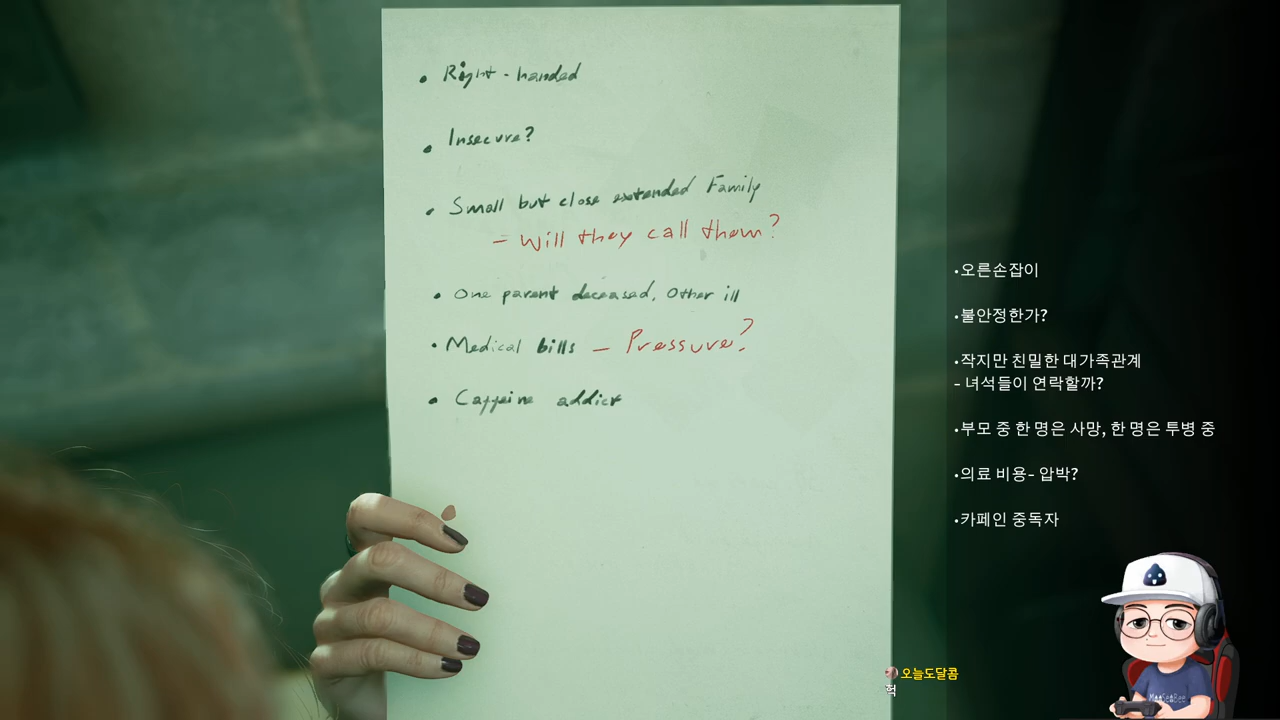 • Right-handed
• Insecure?
• Small but close extended Family
- Will they call them?
• One parent deceased, Other ill
• Medical bills - Pressure?
• Caffeine addict
•오른손잡이
•불안정한가?
•작지만 친밀한 대가족관계
- 녀석들이 연락할까?
•부모 중 한 명은 사망, 한 명은 투병 중
•의료 비용- 압박?
•카페인 중독자
오늘도달콤
헉